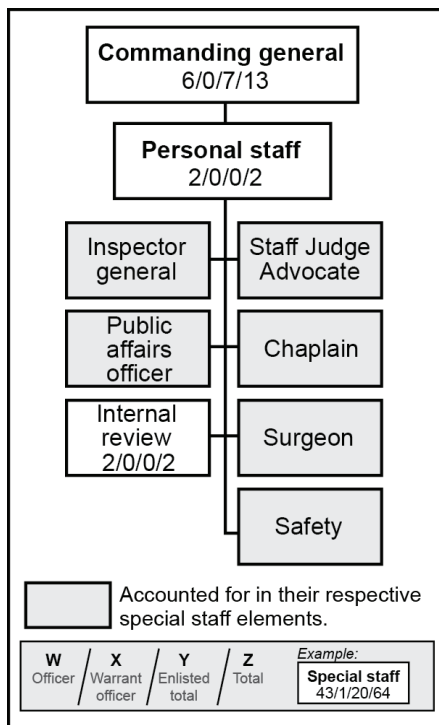 Commanding general
6/0/7/13
Personal staff
2/0/0/2
Inspector
general
Staff Judge
Advocate
Public
affairs
officer
Chaplain
Internal
review
2/0/0/2
Surgeon
Safety
Accounted for in their respective
special staff elements.
W
Officer
/
X
Warrant
officer
/
Y
Enlisted
total
/
Z
Total
Example:
Special staff
43/1/20/64